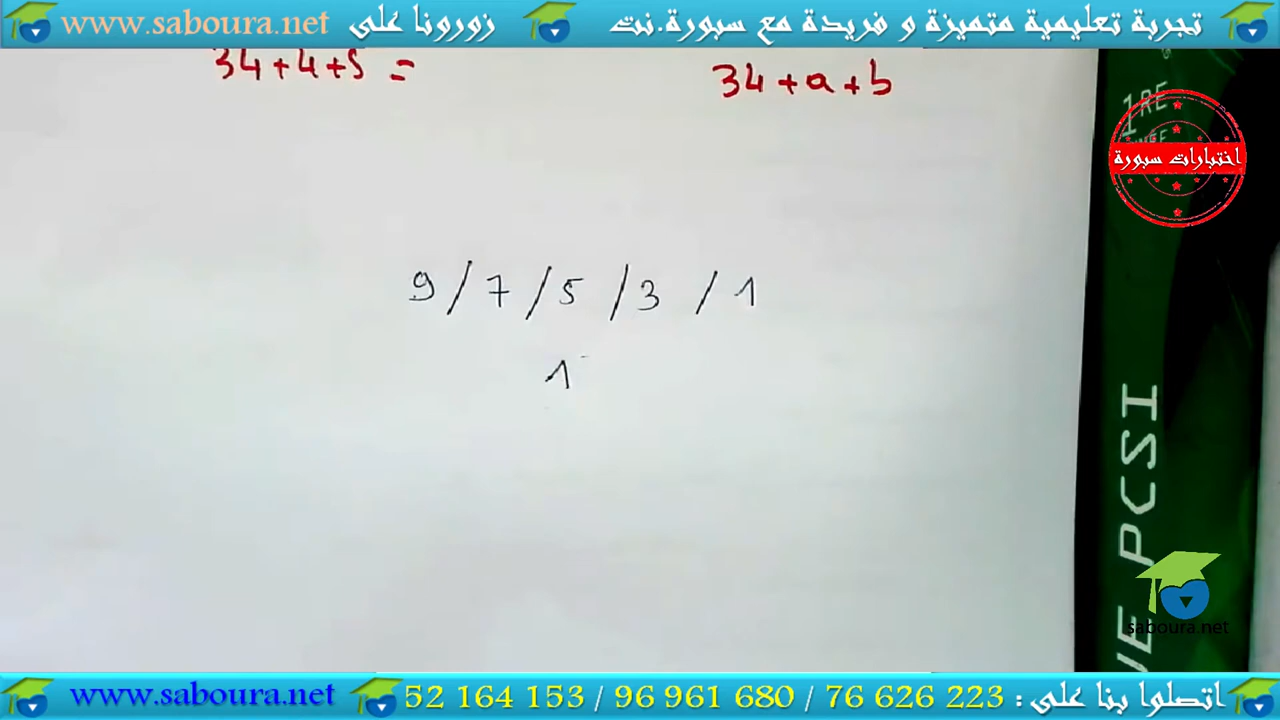 تجربة تعليمية متميزة و فريدة مع سبورة.نت زورونا على www.saboura.net
34+4+5 =
34+a+b
1RE
اختبارات سبورة
9/7/5/3/1
1
PCSI
saboura.net
اتصلوا بنا على : 52 164 153 / 96 961 680 / 76 626 223 www.saboura.net